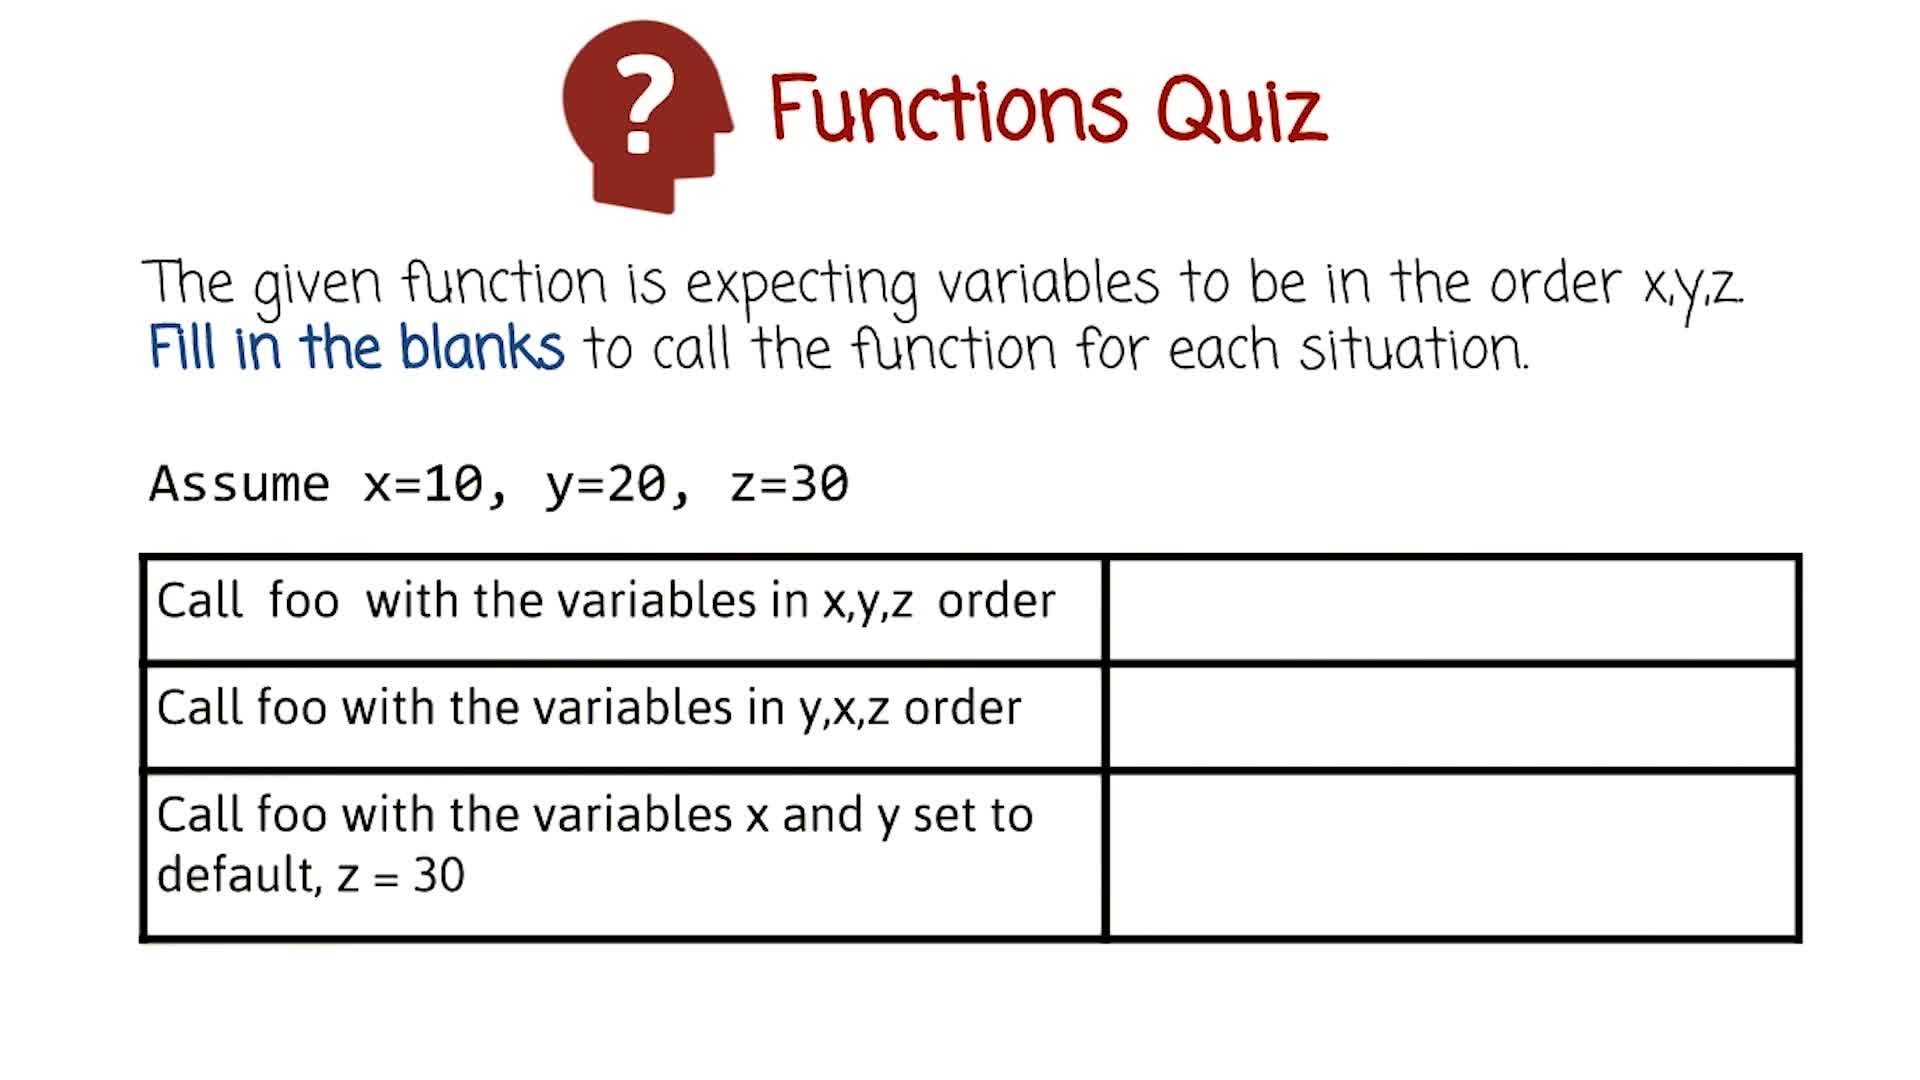 ?
Functions Quiz
The given function is expecting variables to be in the order x,y,z.
Fill in the blanks to call the function for each situation.
Assume x=10, y=20, z=30
Call foo with the variables in x,y,z order
Call foo with the variables in y,x,z order
Call foo with the variables x and y set to
default, z = 30